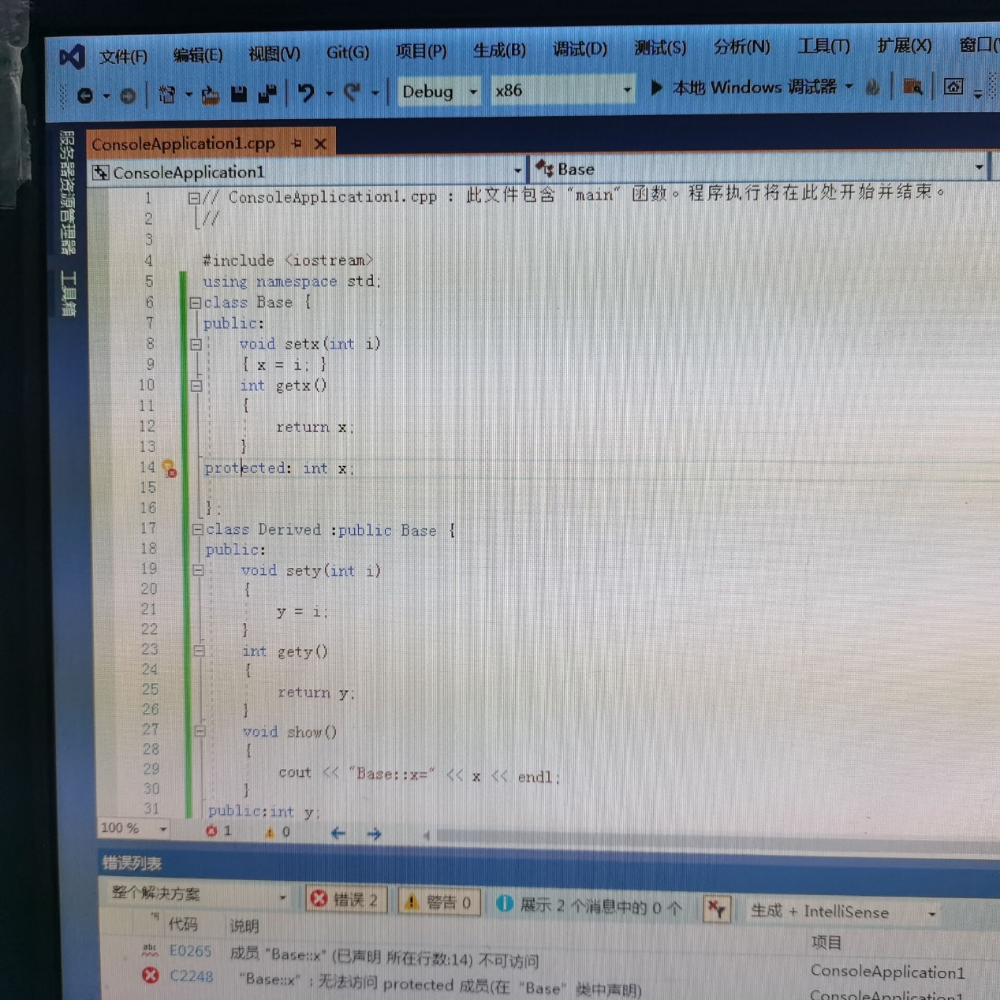 文件(F) 编辑(E) 视图(V) Git(G) 项目(P) 生成(B) 调试(D) 测试(S) 分析(N) 工具(T) 扩展(X) 窗口(
Debug x86 本地 Windows 调试器
服务器资源管理器 工具箱
ConsoleApplication1.cpp
ConsoleApplication1 Base
1 // ConsoleApplication1.cpp : 此文件包含 "main" 函数。程序执行将在此处开始并结束。
2 //
3
4 #include <iostream>
5 using namespace std;
6 class Base {
7 public:
8 void setx(int i)
9 { x = i; }
10 int getx()
11 {
12 return x;
13 }
14 protected: int x;
15
16 };
17 class Derived :public Base {
18 public:
19 void sety(int i)
20 {
21 y = i;
22 }
23 int gety()
24 {
25 return y;
26 }
27 void show()
28 {
29 cout << "Base::x=" << x << endl;
30 }
31 public:int y;
100 % 1 0
错误列表
整个解决方案 错误 2 警告 0 展示 2 个消息中的 0 个 生成 + IntelliSense
代码 说明 项目
abc E0265 成员 "Base::x" (已声明 所在行数:14) 不可访问 ConsoleApplication1
C2248 "Base::x": 无法访问 protected 成员(在 "Base" 类中声明) ConsoleApplication1